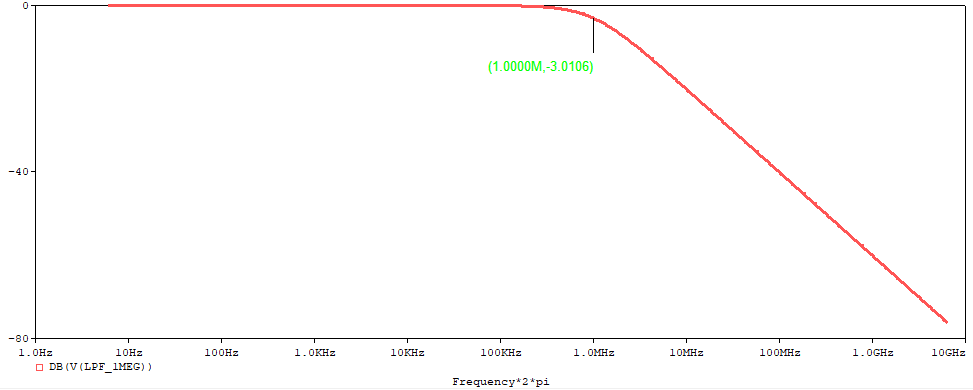 0
(1.0000M,-3.0106)
-40
-80
1.0Hz 10Hz 100Hz 1.0KHz 10KHz 100KHz 1.0MHz 10MHz 100MHz 1.0GHz 10GHz
DB(V(LPF_1MEG))
Frequency*2*pi